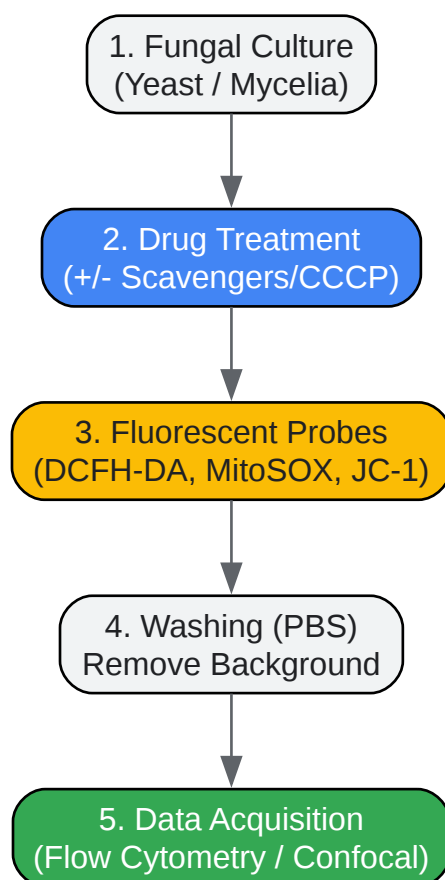 1. Fungal Culture
(Yeast / Mycelia)
2. Drug Treatment
(+/- Scavengers/CCCP)
3. Fluorescent Probes
(DCFH-DA, MitoSOX, JC-1)
4. Washing (PBS)
Remove Background
5. Data Acquisition
(Flow Cytometry / Confocal)